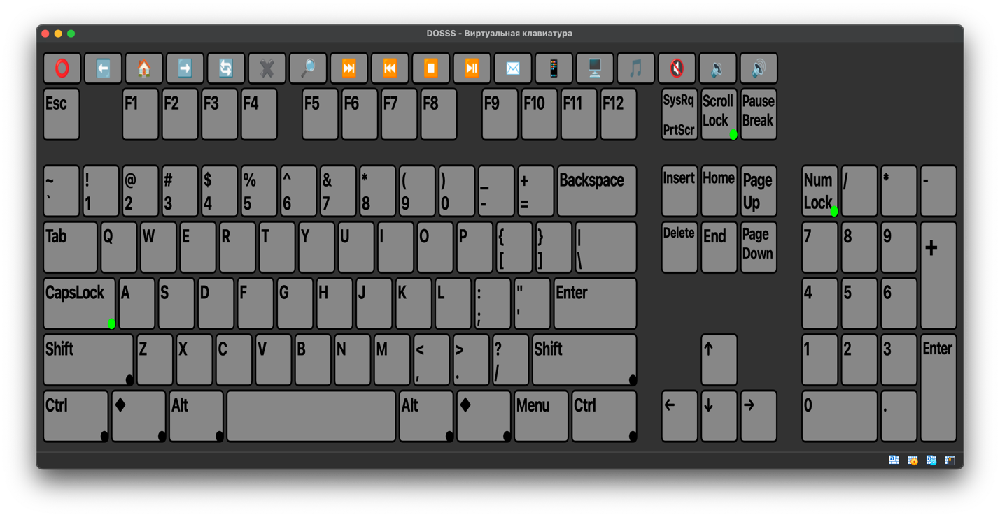 DOSSS - Виртуальная клавиатура
Esc F1 F2 F3 F4 F5 F6 F7 F8 F9 F10 F11 F12 SysRq Scroll Pause
PrtScr Lock Break
~ ! @ # $ % ^ & * ( ) _ + Backspace Insert Home Page Num / * -
` 1 2 3 4 5 6 7 8 9 0 - = Up Lock
Tab Q W E R T Y U I O P { } | Delete End Page 7 8 9 +
[ ] \ Down
CapsLock A S D F G H J K L : " Enter 4 5 6
; '
Shift Z X C V B N M < > ? Shift ↑ 1 2 3 Enter
, . /
Ctrl ♦ Alt Alt ♦ Menu Ctrl ← ↓ → 0 .